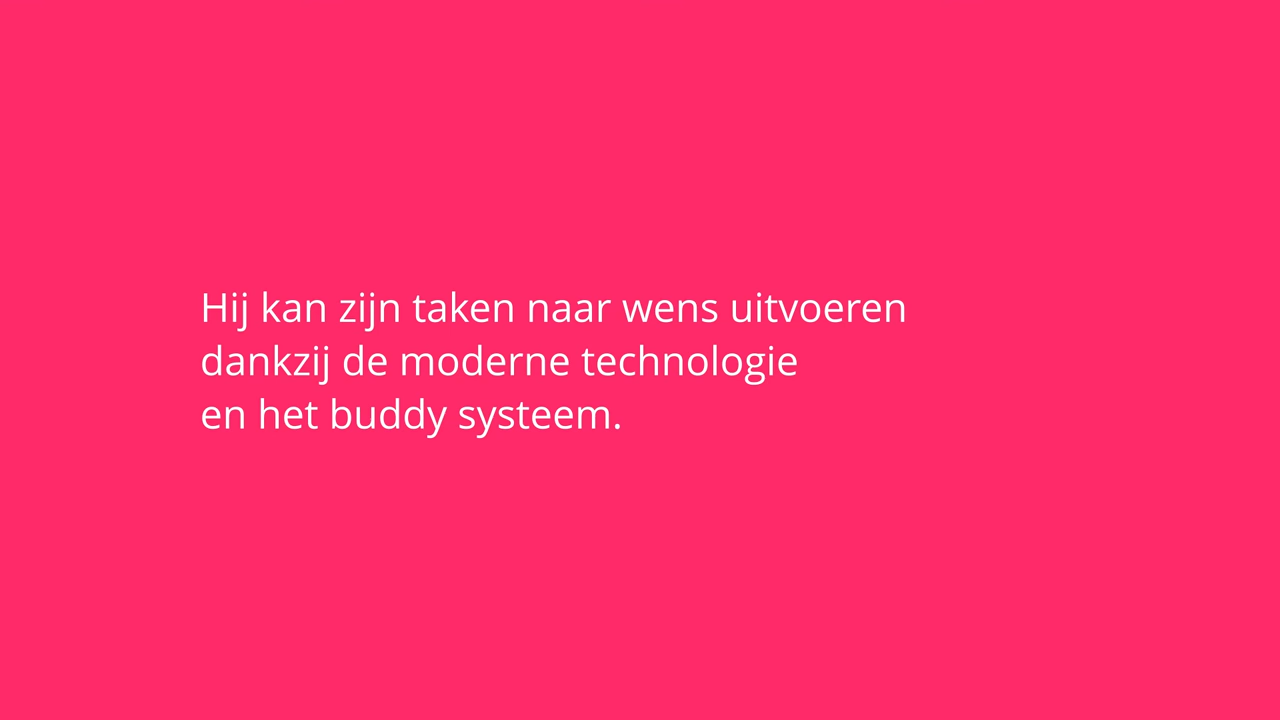 Hij kan zijn taken naar wens uitvoeren
dankzij de moderne technologie
en het buddy systeem.